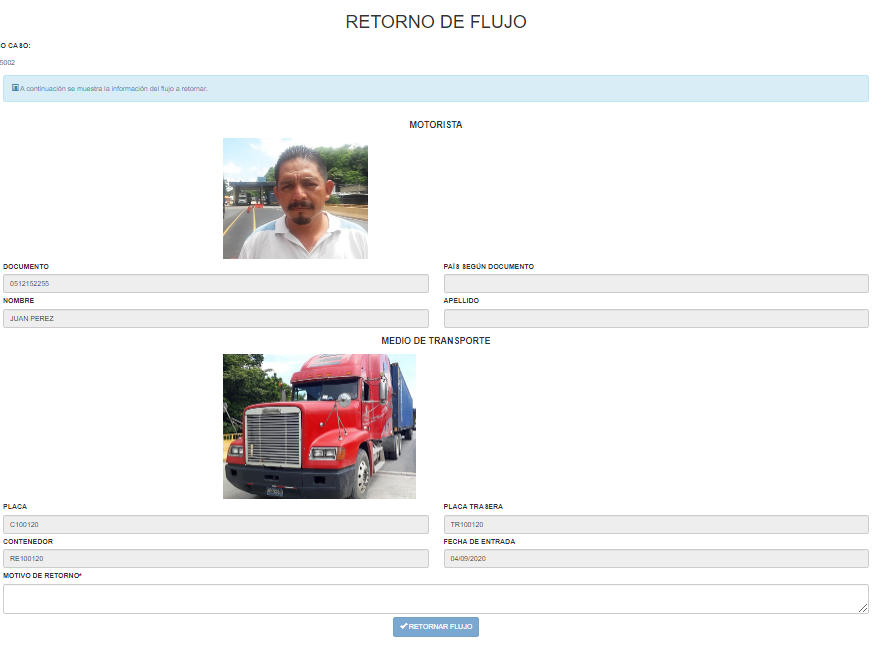 RETORNO DE FLUJO
O CASO:
5002
A continuación se muestra la información del flujo a retornar.
MOTORISTA
DOCUMENTO
PAÍS SEGÚN DOCUMENTO
0512152255
NOMBRE
APELLIDO
JUAN PEREZ
MEDIO DE TRANSPORTE
PLACA
PLACA TRASERA
C100120
TR100120
CONTENEDOR
FECHA DE ENTRADA
RE100120
04/09/2020
MOTIVO DE RETORNO*
RETORNAR FLUJO